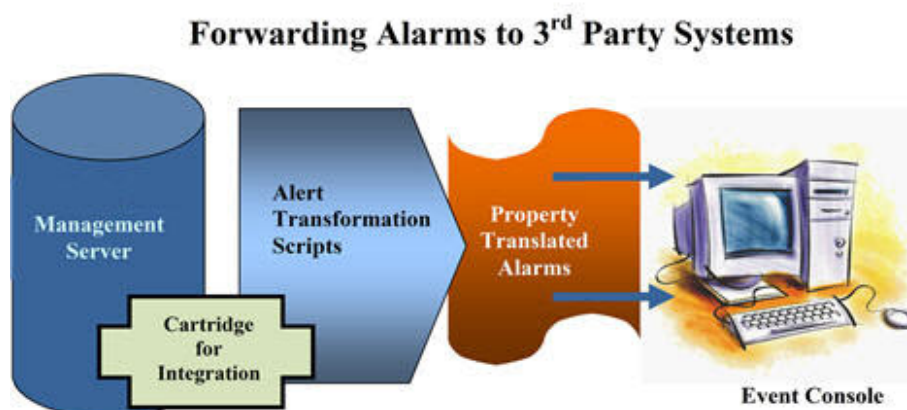 Forwarding Alarms to 3rd Party Systems
Management
Server
Alert
Transformation
Scripts
Property
Translated
Alarms
Cartridge
for
Integration
Event Console